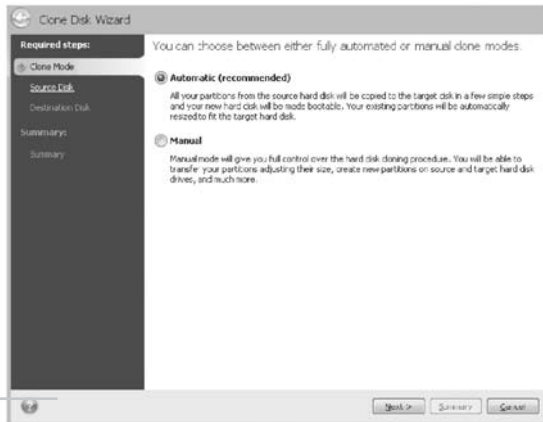 Clone Disk Wizard
Required steps:
Clone Mode
Source Disk
Destination Disk
Summary:
Summary
You can choose between either fully automated or manual clone modes.
Automatic (recommended)
All your partitions from the source hard disk will be copied to the target disk in a few simple steps
and your new hard disk will be made bootable. Your existing partitions will be automatically
resized to fit the target hard disk.
Manual
Manual mode will give you full control over the hard disk cloning procedure. You will be able to
transfer your partitions adjusting their size, create new partitions on source and target hard disk
drives, and much more.
Next >
Summary
Cancel